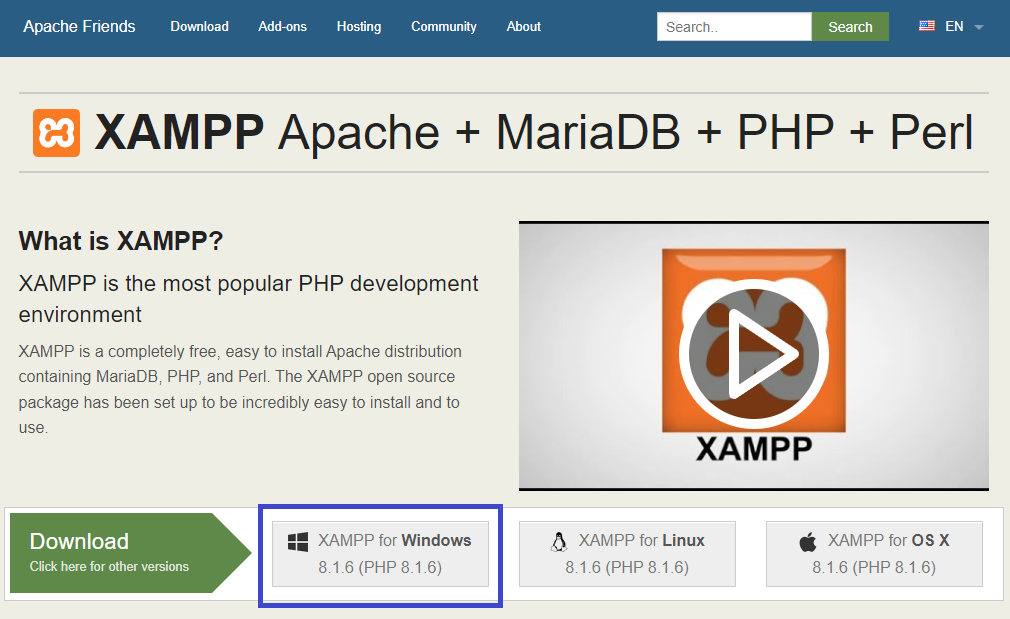 Apache Friends Download Add-ons Hosting Community About Search.. Search EN
XAMPP Apache + MariaDB + PHP + Perl
What is XAMPP?
XAMPP is the most popular PHP development
environment
XAMPP is a completely free, easy to install Apache distribution
containing MariaDB, PHP, and Perl. The XAMPP open source
package has been set up to be incredibly easy to install and to
use.
XAMPP
Download
Click here for other versions
XAMPP for Windows
8.1.6 (PHP 8.1.6)
XAMPP for Linux
8.1.6 (PHP 8.1.6)
XAMPP for OS X
8.1.6 (PHP 8.1.6)